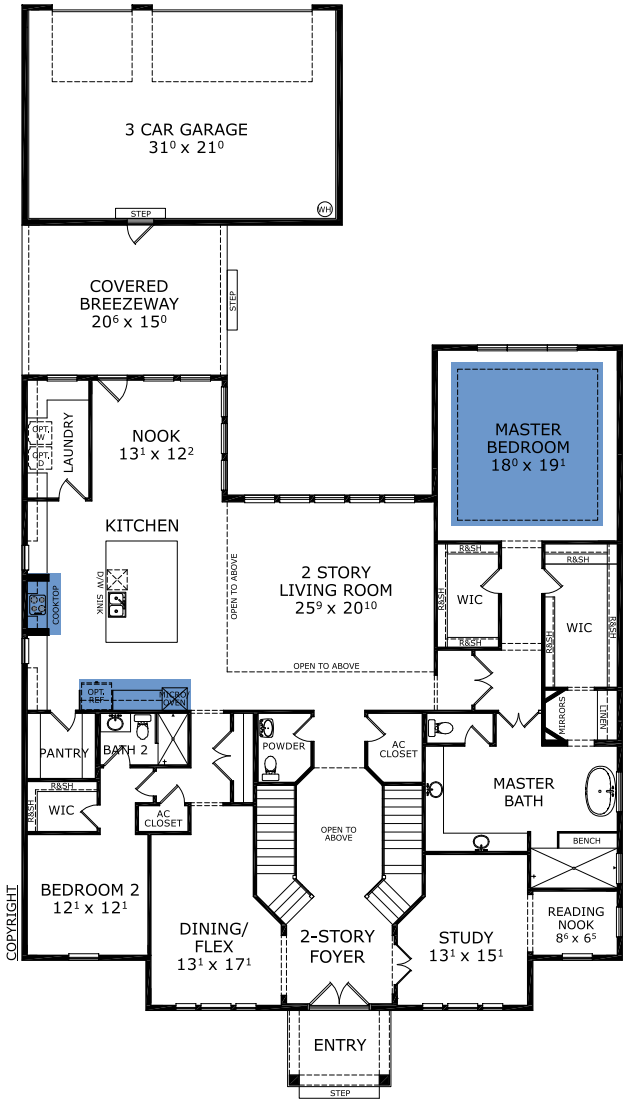 3 CAR GARAGE
31⁰ x 21⁰
WH
STEP
COVERED
BREEZEWAY
20⁶ x 15⁰
STEP
MASTER
BEDROOM
18⁰ x 19¹
OPT.
W
OPT.
D
LAUNDRY
NOOK
13¹ x 12²
KITCHEN
D/W
SINK
COOKTOP
OPEN TO ABOVE
2 STORY
LIVING ROOM
25⁹ x 20¹⁰
OPEN TO ABOVE
R&SH
R&SH
WIC
R&SH
R&SH
R&SH
WIC
MIRRORS
LINEN
OPT.
REF
MICRO/
OVEN
PANTRY
BATH 2
POWDER
AC
CLOSET
R&SH
R&SH
WIC
AC
CLOSET
OPEN TO
ABOVE
MASTER
BATH
BENCH
BEDROOM 2
12¹ x 12¹
DINING/
FLEX
13¹ x 17¹
2-STORY
FOYER
STUDY
13¹ x 15¹
READING
NOOK
8⁶ x 6⁵
COPYRIGHT
ENTRY
STEP